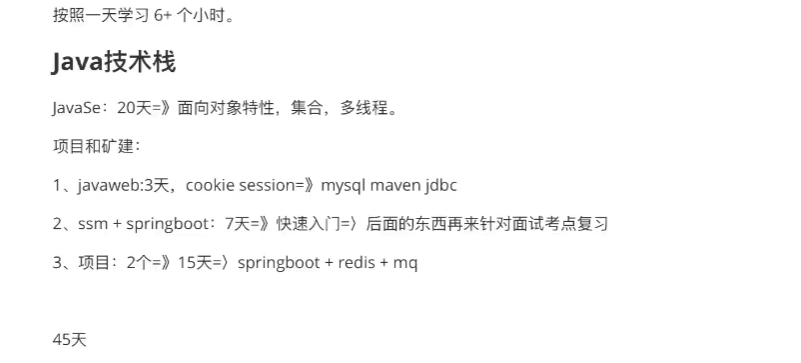 按照一天学习 6+ 个小时。
Java技术栈
JavaSe：20天=》面向对象特性，集合，多线程。
项目和矿建：
1、javaweb:3天，cookie session=》mysql maven jdbc
2、ssm + springboot：7天=》快速入门=〉后面的东西再来针对面试考点复习
3、项目：2个=》15天=〉springboot + redis + mq
45天